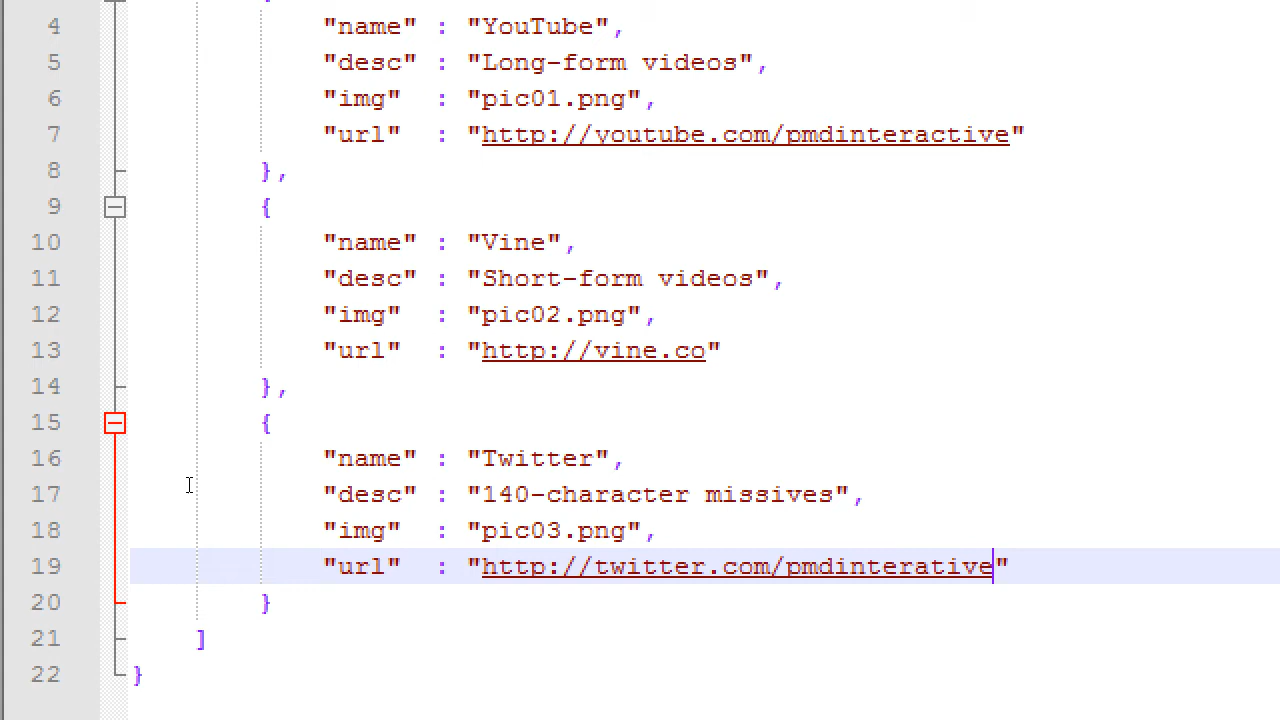 4 "name" : "YouTube",
5 "desc" : "Long-form videos",
6 "img" : "pic01.png",
7 "url" : "http://youtube.com/pmdinteractive"
8 },
9 {
10 "name" : "Vine",
11 "desc" : "Short-form videos",
12 "img" : "pic02.png",
13 "url" : "http://vine.co"
14 },
15 {
16 "name" : "Twitter",
17 "desc" : "140-character missives",
18 "img" : "pic03.png",
19 "url" : "http://twitter.com/pmdinterative"
20 }
21 ]
22 }